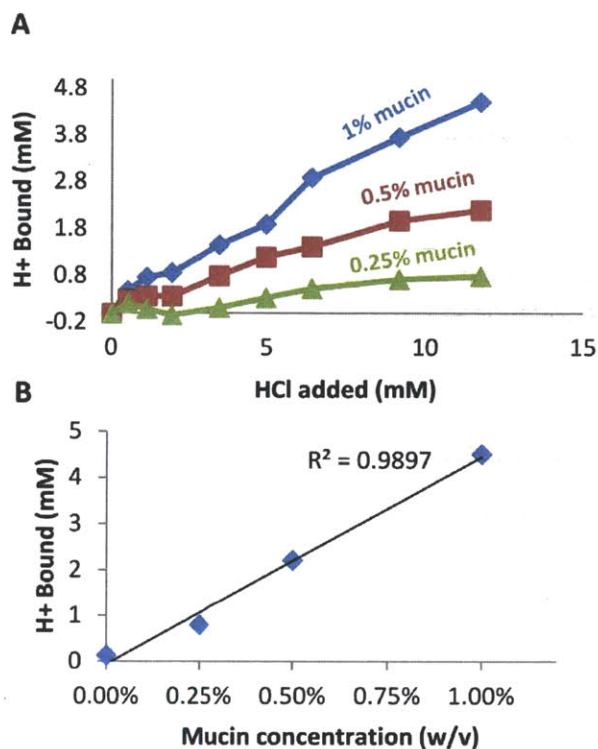 A
4.8
3.8
2.8
1.8
0.8
-0.2
H+ Bound (mM)
1% mucin
0.5% mucin
0.25% mucin
0 5 10 15
HCl added (mM)
B
5
4
3
2
1
0
H+ Bound (mM)
R² = 0.9897
0.00% 0.25% 0.50% 0.75% 1.00%
Mucin concentration (w/v)